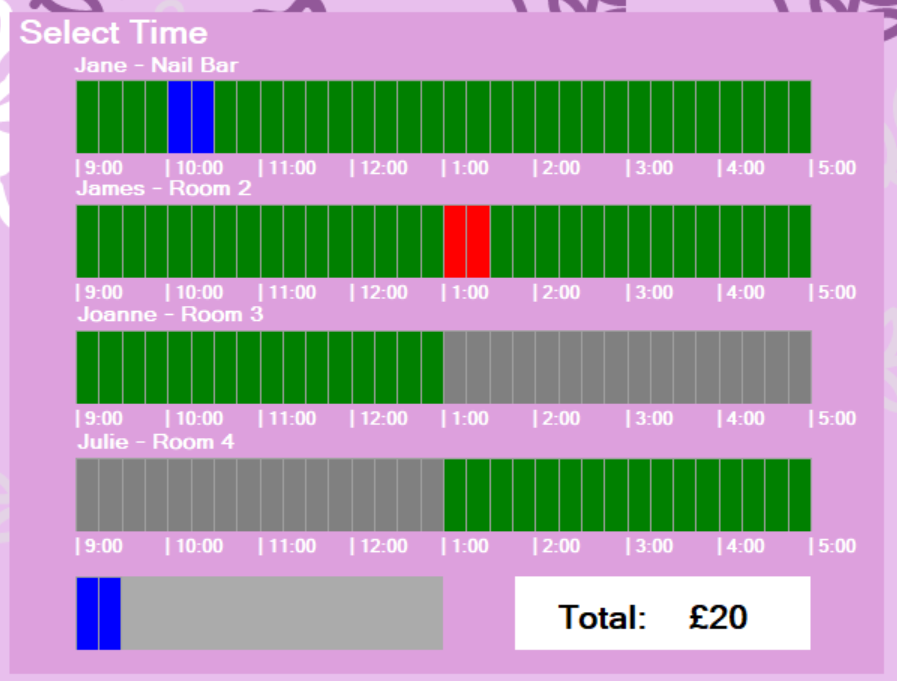 Select Time
Jane - Nail Bar
|9:00 |10:00 |11:00 |12:00 |1:00 |2:00 |3:00 |4:00 |5:00
James - Room 2
|9:00 |10:00 |11:00 |12:00 |1:00 |2:00 |3:00 |4:00 |5:00
Joanne - Room 3
|9:00 |10:00 |11:00 |12:00 |1:00 |2:00 |3:00 |4:00 |5:00
Julie - Room 4
|9:00 |10:00 |11:00 |12:00 |1:00 |2:00 |3:00 |4:00 |5:00
Total: £20